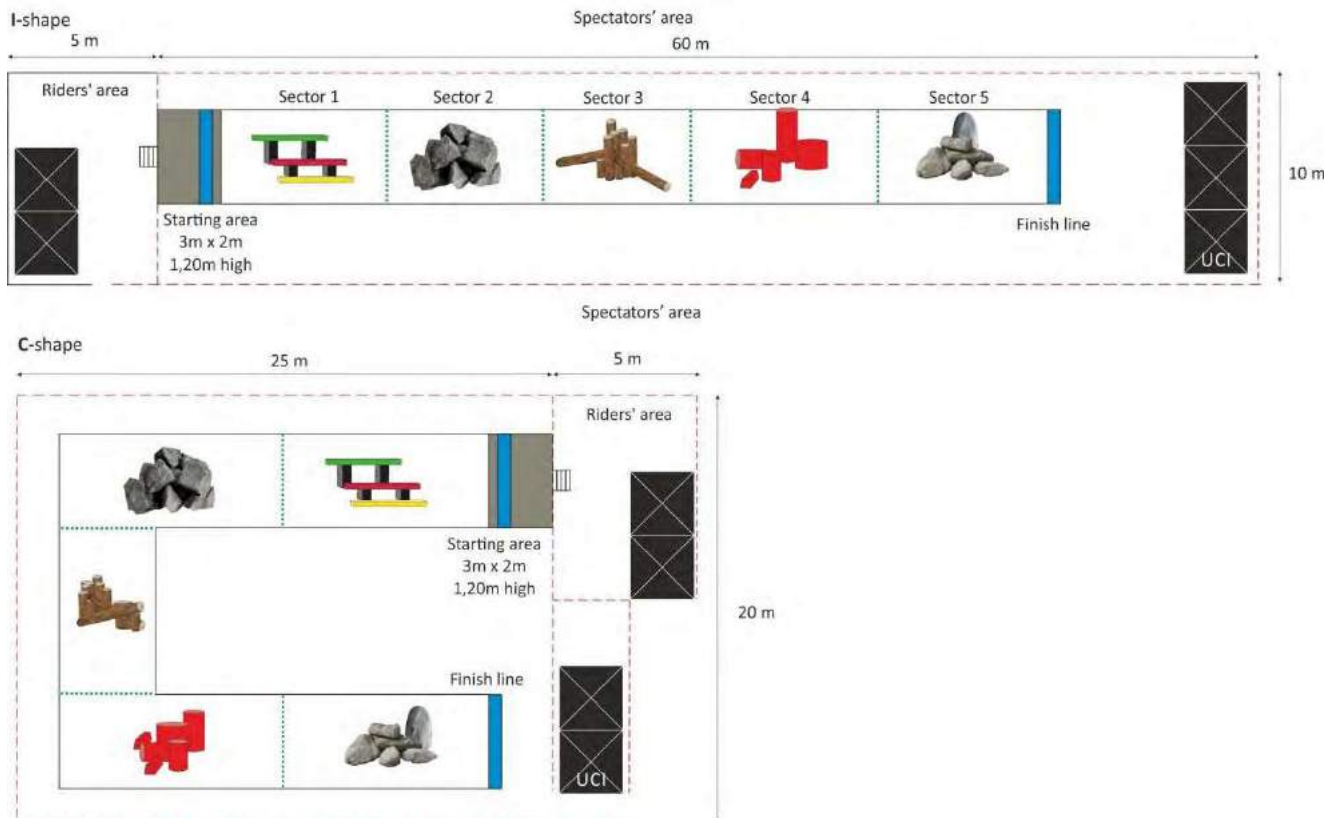 Spectators' area
I-shape
5 m
60 m
Riders' area
Sector 1
Sector 2
Sector 3
Sector 4
Sector 5
10 m
Starting area
3m x 2m
1,20m high
Finish line
UCI
Spectators' area
C-shape
25 m
5 m
Riders' area
Starting area
3m x 2m
1,20m high
20 m
Finish line
UCI